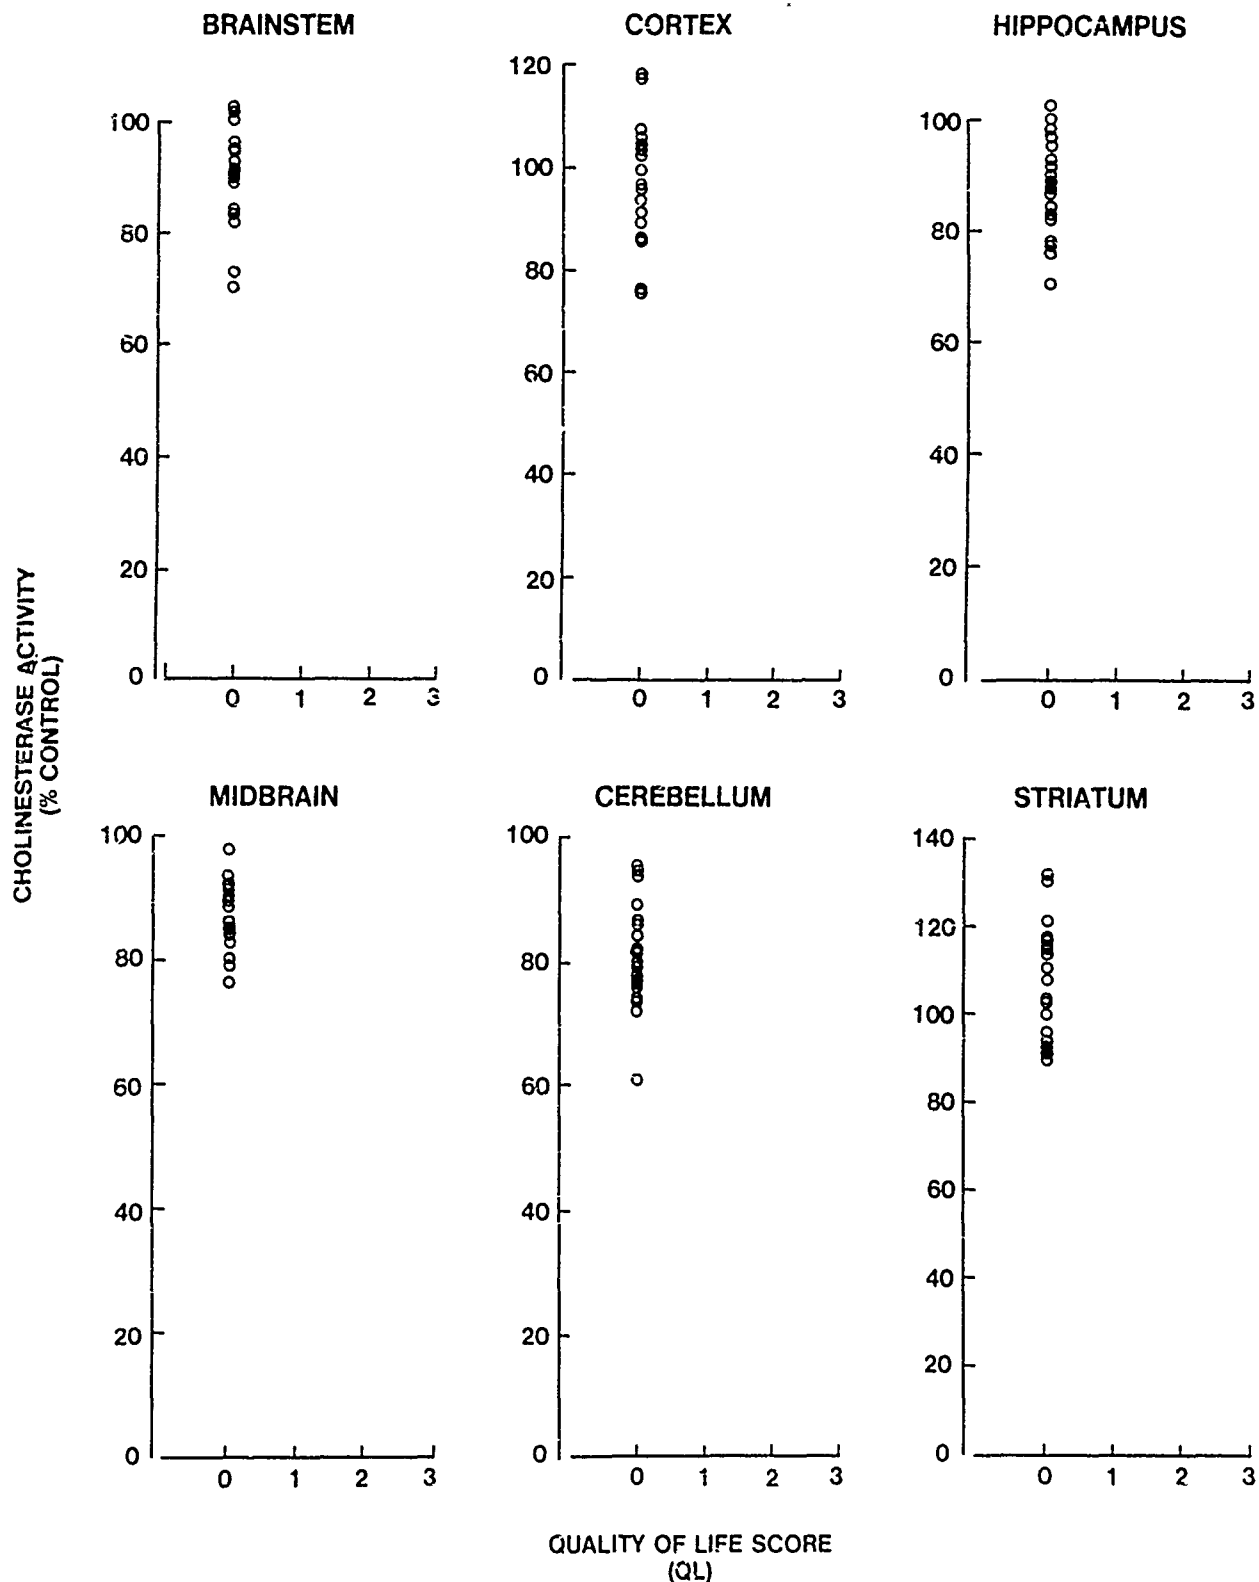 BRAINSTEM CORTEX HIPPOCAMPUS
120
100 100 100
80 80 80
60 60 60
40 40 40
20 20 20
0 0 0
0 1 2 3 0 1 2 3 0 1 2 3
CHOLINESTERASE ACTIVITY
(% CONTROL)
MIDBRAIN CEREBELLUM STRIATUM
140
120
100 100 100
80 80 80
60 60 60
40 40 40
20 20 20
0 0 0
0 1 2 3 0 1 2 3 0 1 2 3
QUALITY OF LIFE SCORE
(QL)